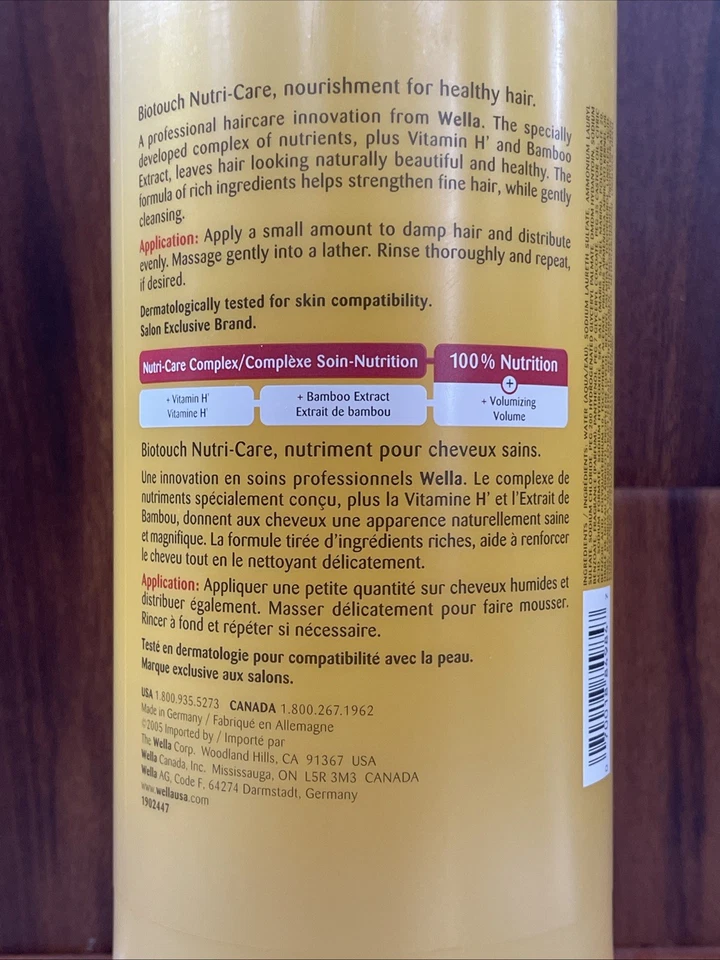 Biotouch Nutri-Care, nourishment for healthy hair.
A professional haircare innovation from Wella. The specially
developed complex of nutrients, plus Vitamin H' and Bamboo
Extract, leaves hair looking naturally beautiful and healthy. The
formula of rich ingredients helps strengthen fine hair, while gently
cleansing.
Application: Apply a small amount to damp hair and distribute
evenly. Massage gently into a lather. Rinse thoroughly and repeat,
if desired.
Dermatologically tested for skin compatibility.
Salon Exclusive Brand.
Nutri-Care Complex/Complèxe Soin-Nutrition
100% Nutrition
+
+ Vitamin H'
Vitamine H'
+ Bamboo Extract
Extrait de bambou
+ Volumizing
Volume
Biotouch Nutri-Care, nutriment pour cheveux sains.
Une innovation en soins professionnels Wella. Le complexe de
nutriments spécialement conçu, plus la Vitamine H' et l'Extrait de
Bambou, donnent aux cheveux une apparence naturellement saine
et magnifique. La formule tirée d'ingrédients riches, aide à renforcer
le cheveu tout en le nettoyant délicatement.
Application: Appliquer une petite quantité sur cheveux humides et
distribuer également. Masser délicatement pour faire mousser.
Rincer à fond et répéter si nécessaire.
Testé en dermatologie pour compatibilité avec la peau.
Marque exclusive aux salons.
USA 1.800.935.5273 CANADA 1.800.267.1962
Made in Germany / Fabriqué en Allemagne
©2005 Imported by / Importé par
The Wella Corp. Woodland Hills, CA 91367 USA
Wella Canada, Inc. Mississauga, ON L5R 3M3 CANADA
Wella AG, Code F, 64274 Darmstadt, Germany
www.wellausa.com
1902447
INGREDIENTS / INGRÉDIENTS: WATER (AQUA/EAU), SODIUM LAURETH SULFATE, AMMONIUM LAURYL